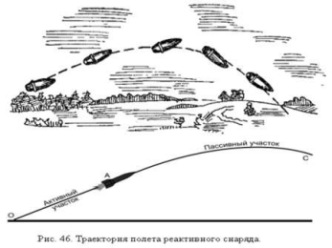 А
Пассивный участок
С
Активный
участок
О
Рис. 46. Траектория полета реактивного снаряда.